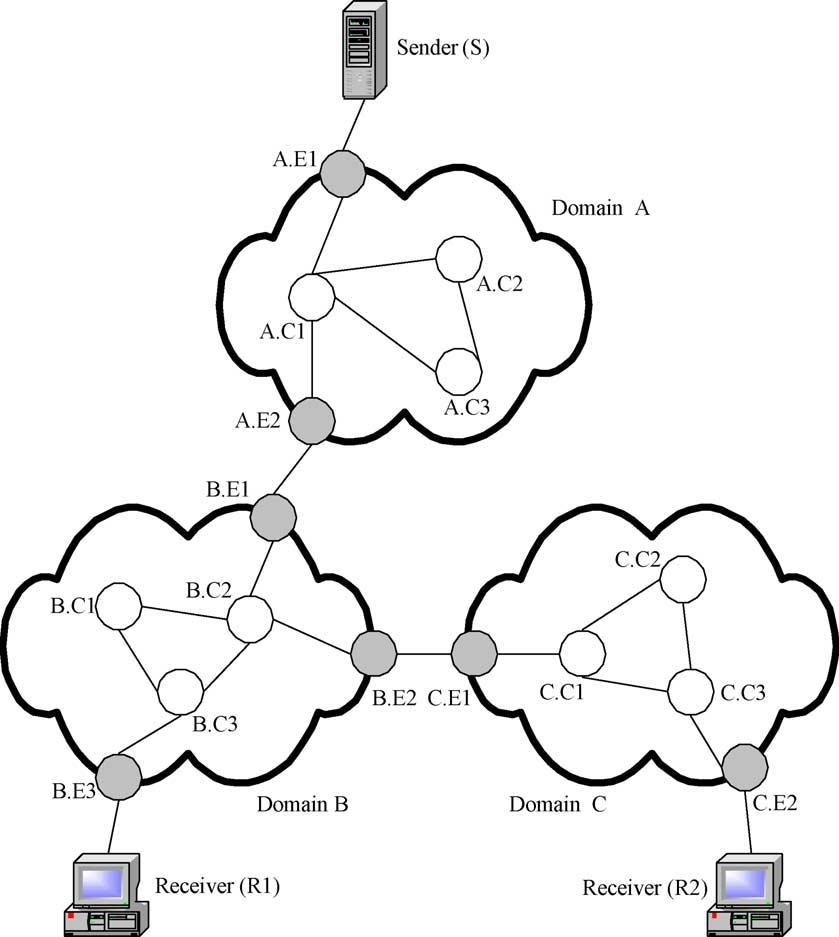 Sender (S)
A.E1
Domain A
A.C2
A.C1
A.C3
A.E2
B.E1
C.C2
B.C2
B.C1
B.E2
C.E1
C.C1
C.C3
B.C3
B.E3
Domain B
Domain C
C.E2
Receiver (R1)
Receiver (R2)